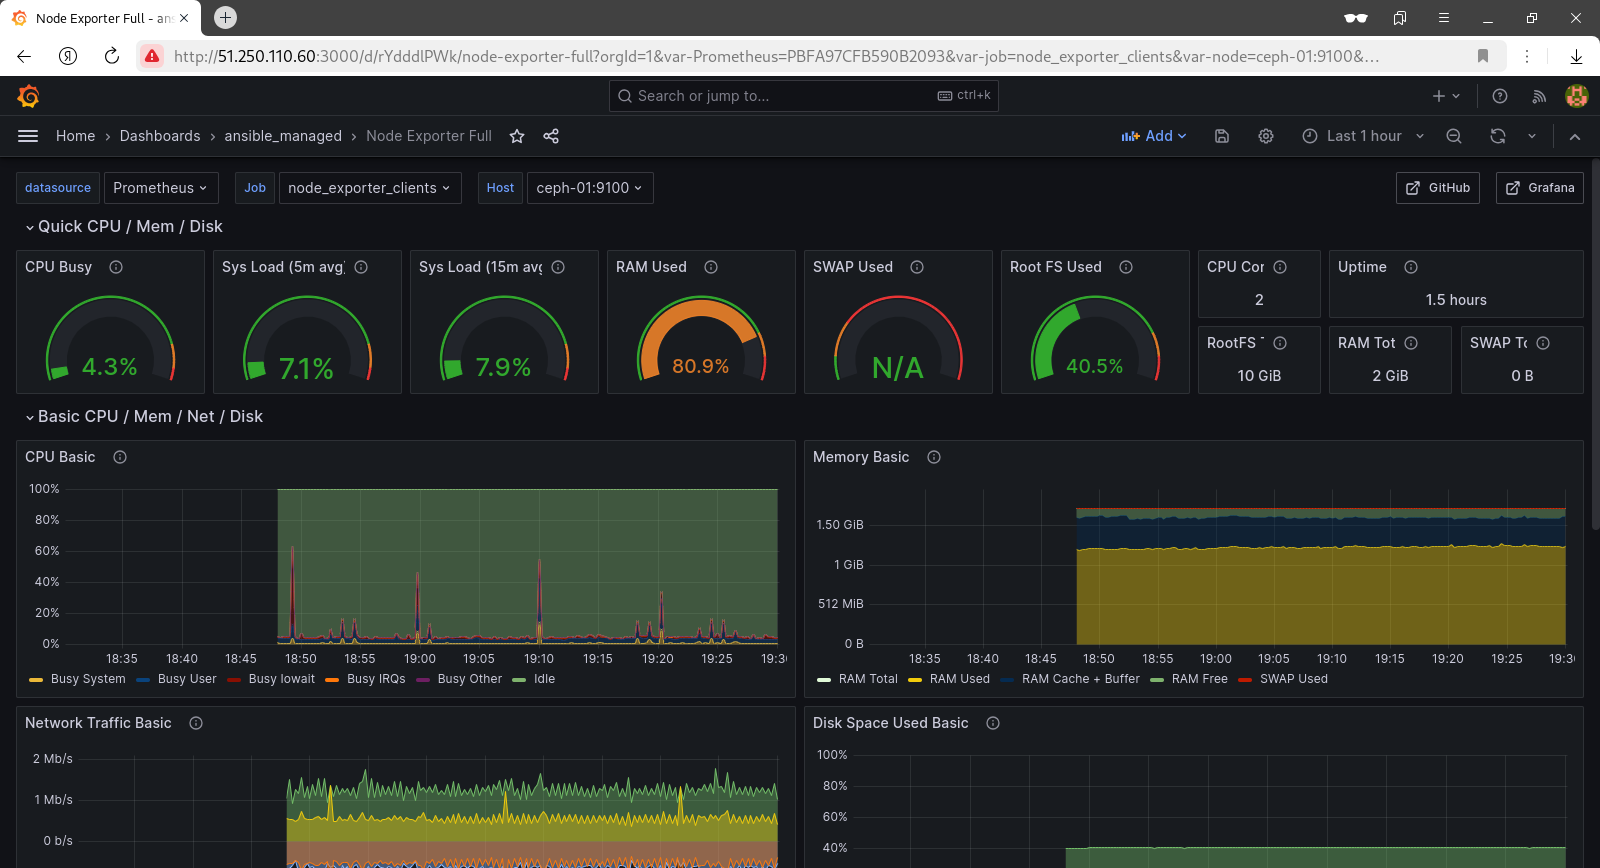 Node Exporter Full - ans
http://51.250.110.60:3000/d/rYdddlPWk/node-exporter-full?orgId=1&var-Prometheus=PBFA97CFB590B2093&var-job=node_exporter_clients&var-node=ceph-01:9100&…
Search or jump to...
ctrl+k
Home > Dashboards > ansible_managed > Node Exporter Full
Add
Last 1 hour
datasource Prometheus
Job node_exporter_clients
Host ceph-01:9100
GitHub
Grafana
Quick CPU / Mem / Disk
CPU Busy
4.3%
Sys Load (5m avg)
7.1%
Sys Load (15m avg
7.9%
RAM Used
80.9%
SWAP Used
N/A
Root FS Used
40.5%
CPU Cor
2
Uptime
1.5 hours
RootFS T
10 GiB
RAM Tot
2 GiB
SWAP To
0 B
Basic CPU / Mem / Net / Disk
CPU Basic
100%
80%
60%
40%
20%
0%
18:35 18:40 18:45 18:50 18:55 19:00 19:05 19:10 19:15 19:20 19:25 19:30
Busy System Busy User Busy Iowait Busy IRQs Busy Other Idle
Memory Basic
1.50 GiB
1 GiB
512 MiB
0 B
18:35 18:40 18:45 18:50 18:55 19:00 19:05 19:10 19:15 19:20 19:25 19:30
RAM Total RAM Used RAM Cache + Buffer RAM Free SWAP Used
Network Traffic Basic
2 Mb/s
1 Mb/s
0 b/s
Disk Space Used Basic
100%
80%
60%
40%